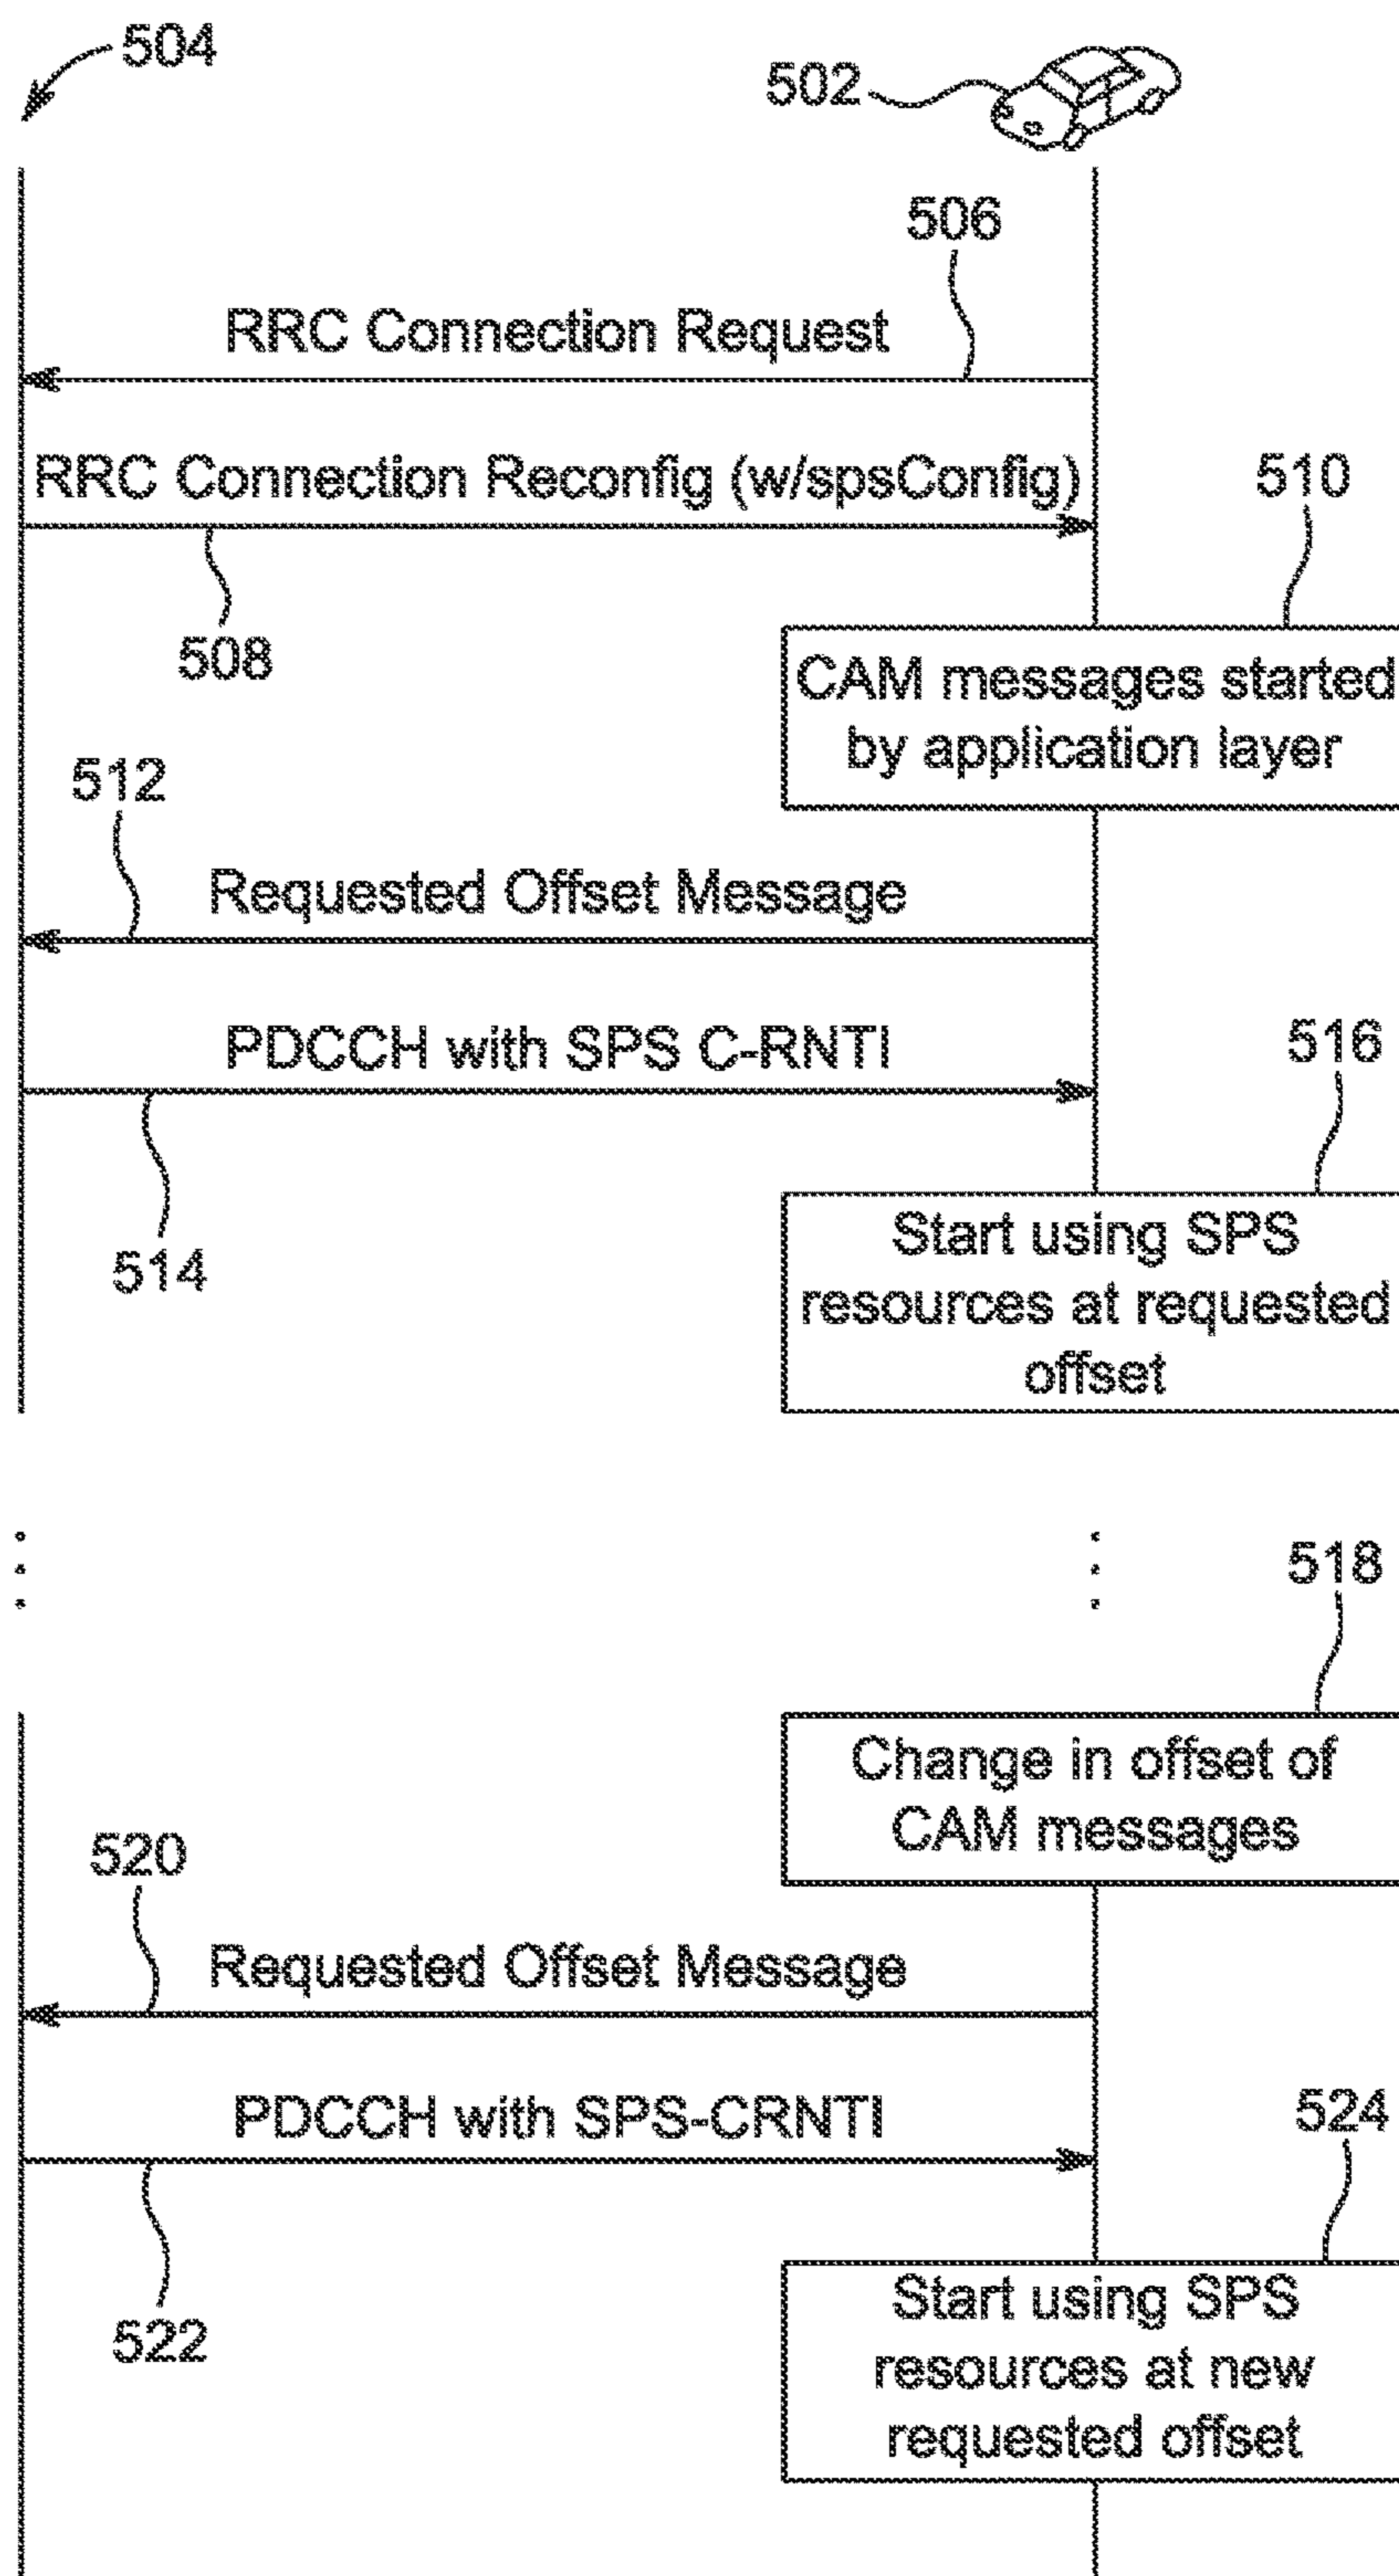 504
502
506
RRC Connection Request
RRC Connection Reconfig (w/spsConfig)
510
508
CAM messages started
by application layer
512
Requested Offset Message
PDCCH with SPS C-RNTI
516
514
Start using SPS
resources at requested
offset
518
Change in offset of
CAM messages
520
Requested Offset Message
PDCCH with SPS-CRNTI
524
522
Start using SPS
resources at new
requested offset